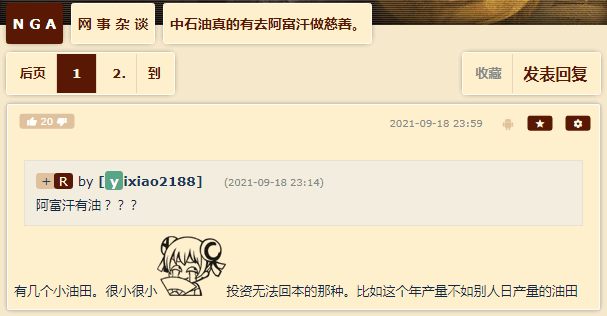 NGA 网事杂谈 中石油真的有去阿富汗做慈善。
后页 1 2. 到 收藏 发表回复
20 2021-09-18 23:59
+ R by [yixiao2188] (2021-09-18 23:14)
阿富汗有油？？？
有几个小油田。很小很小 投资无法回本的那种。比如这个年产量不如别人日产量的油田